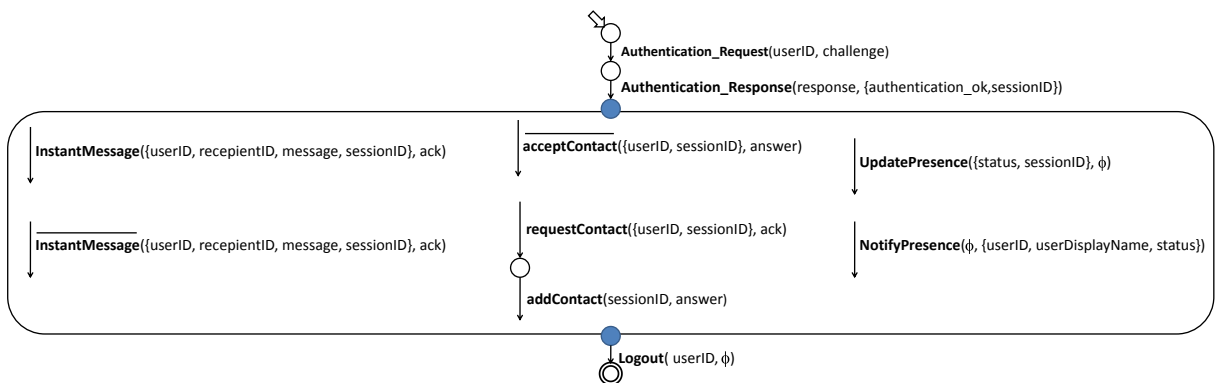 Authentication_Request(userID, challenge)
Authentication_Response(response, {authentication_ok,sessionID})
InstantMessage({userID, recepientID, message, sessionID}, ack)
acceptContact({userID, sessionID}, answer)
UpdatePresence({status, sessionID}, ϕ)
InstantMessage({userID, recepientID, message, sessionID}, ack)
requestContact({userID, sessionID}, ack)
NotifyPresence(ϕ, {userID, userDisplayName, status})
addContact(sessionID, answer)
Logout( userID, ϕ)